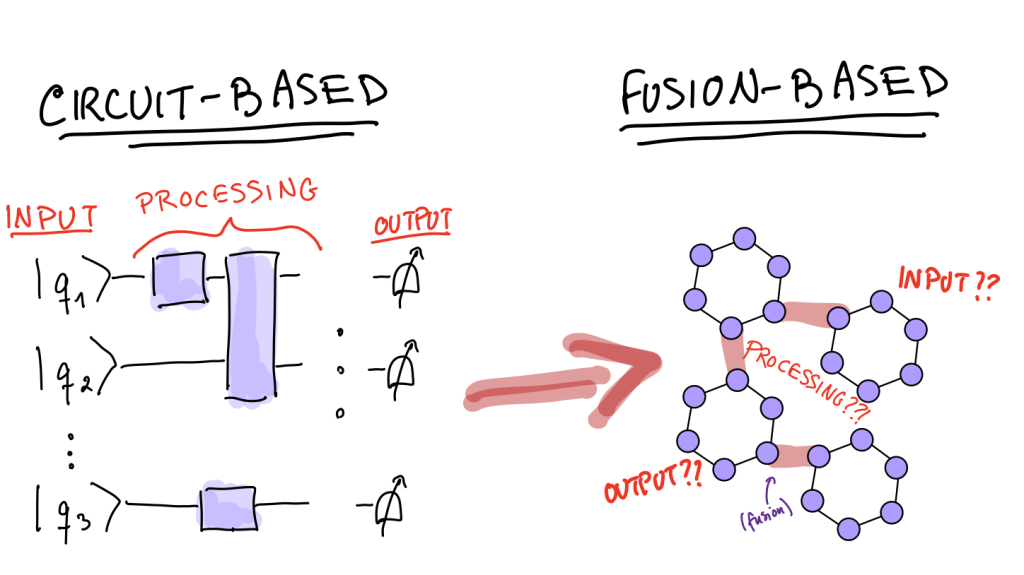 CIRCUIT-BASED
INPUT
PROCESSING
OUTPUT
|q1⟩
|q2⟩
|q3⟩
FUSION-BASED
INPUT??
PROCESSING??
OUTPUT??
(fusion)